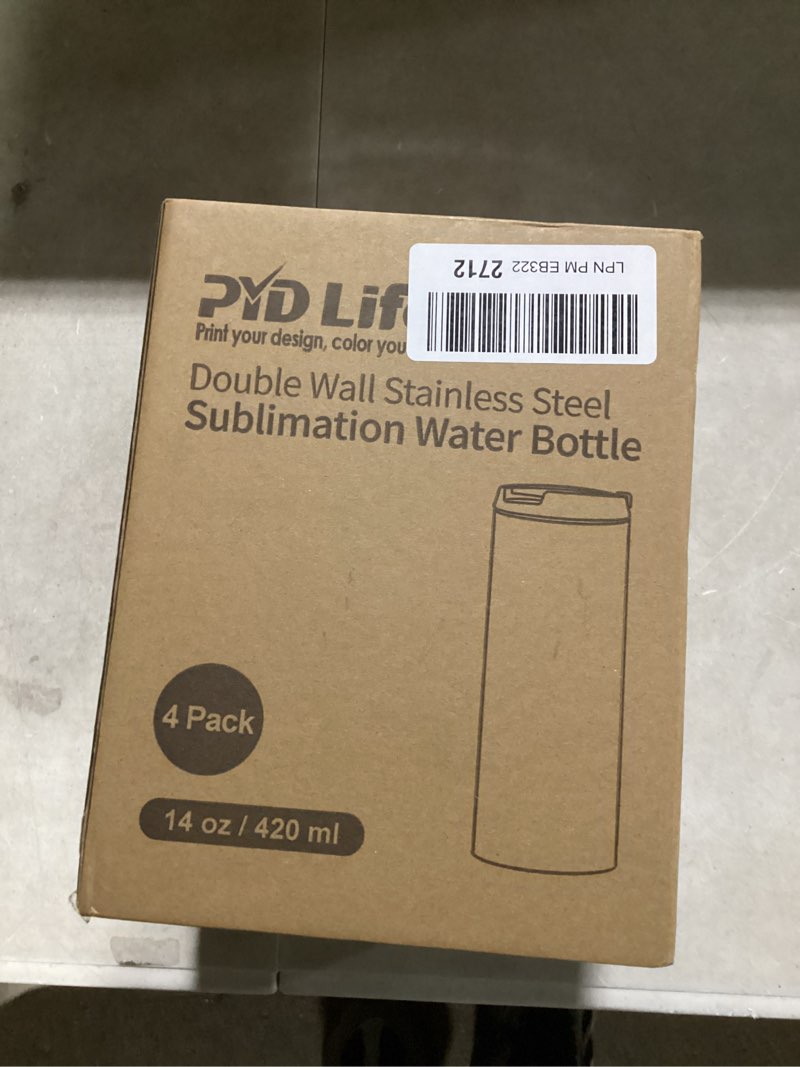 LPN PM EB322 2712
PYD Life
Print your design, color you
Double Wall Stainless Steel
Sublimation Water Bottle
4 Pack
14 oz / 420 ml